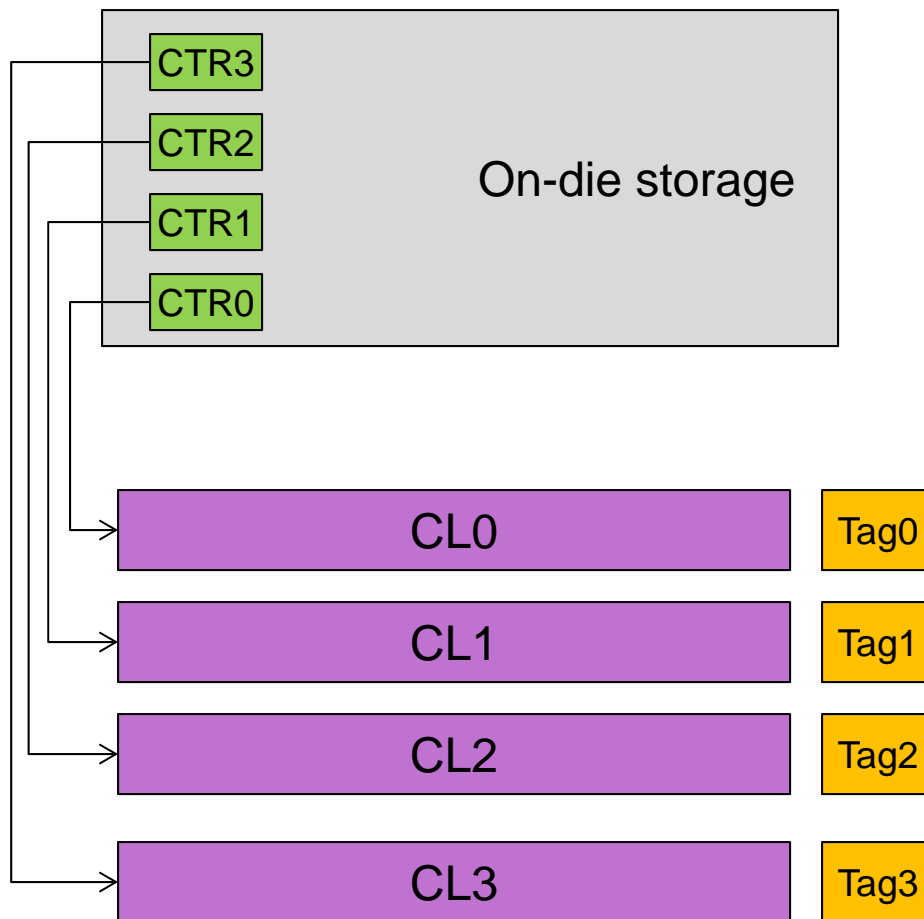 CTR3
CTR2
On-die storage
CTR1
CTR0
CL0
Tag0
CL1
Tag1
CL2
Tag2
CL3
Tag3